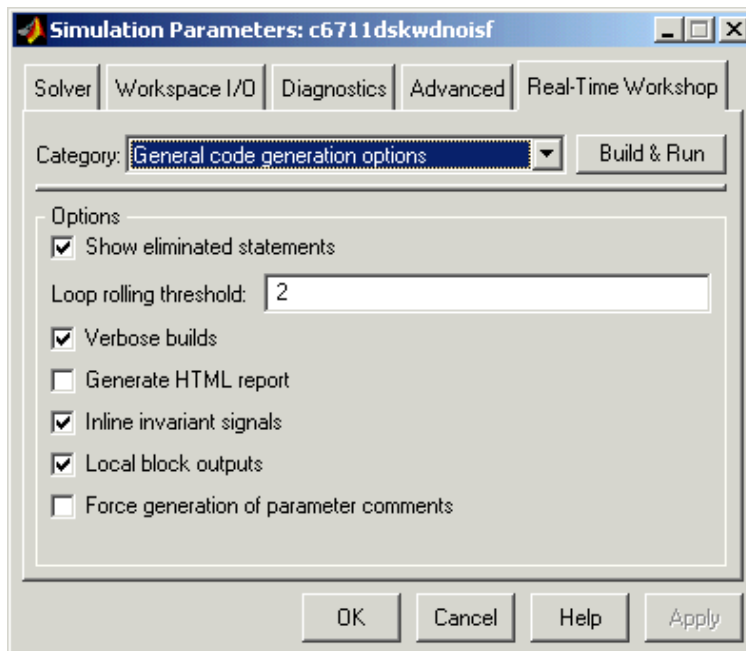 Simulation Parameters: c6711dskwdnoisf
Solver Workspace I/O Diagnostics Advanced Real-Time Workshop
Category: General code generation options Build & Run
Options
Show eliminated statements
Loop rolling threshold: 2
Verbose builds
Generate HTML report
Inline invariant signals
Local block outputs
Force generation of parameter comments
OK Cancel Help Apply